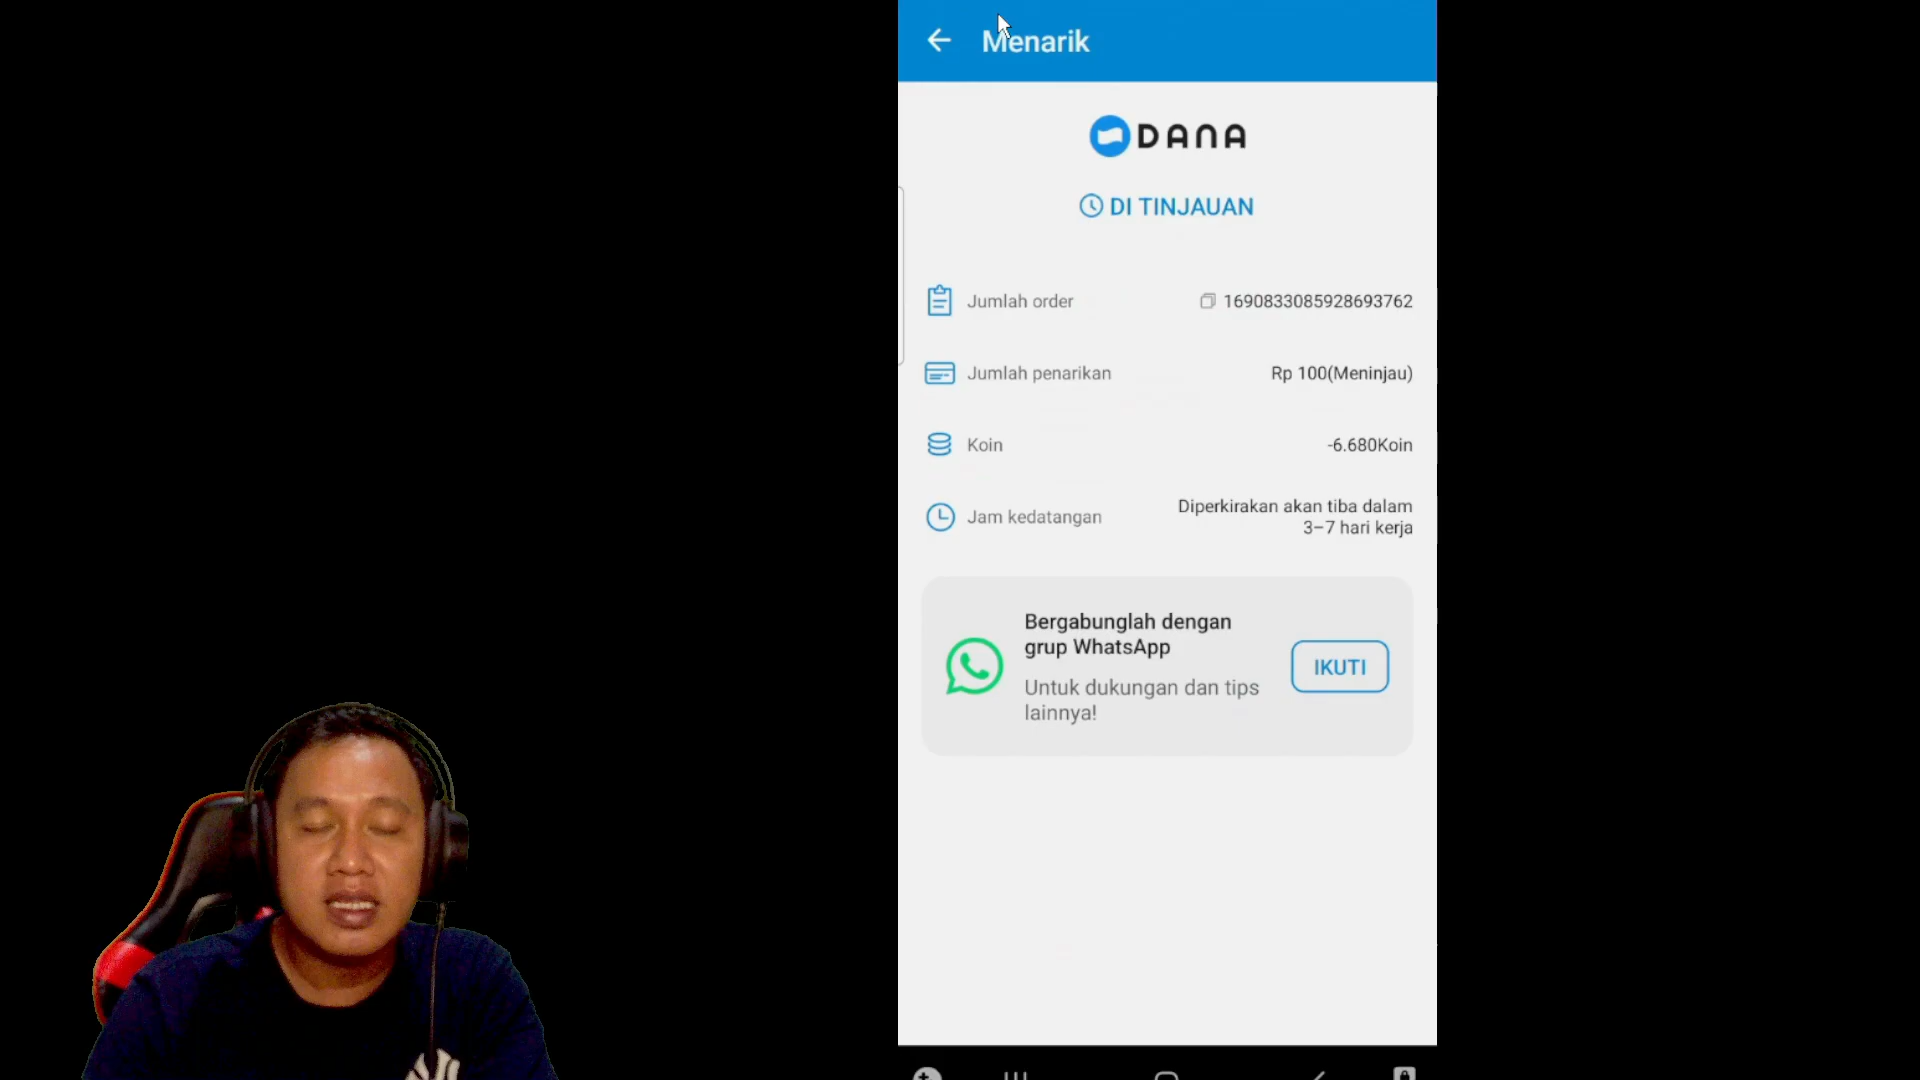 Menarik
DANA
DI TINJAUAN
Jumlah order 1690833085928693762
Jumlah penarikan Rp 100(Meninjau)
Koin -6.680Koin
Jam kedatangan Diperkirakan akan tiba dalam
3–7 hari kerja
Bergabunglah dengan
grup WhatsApp
IKUTI
Untuk dukungan dan tips
lainnya!